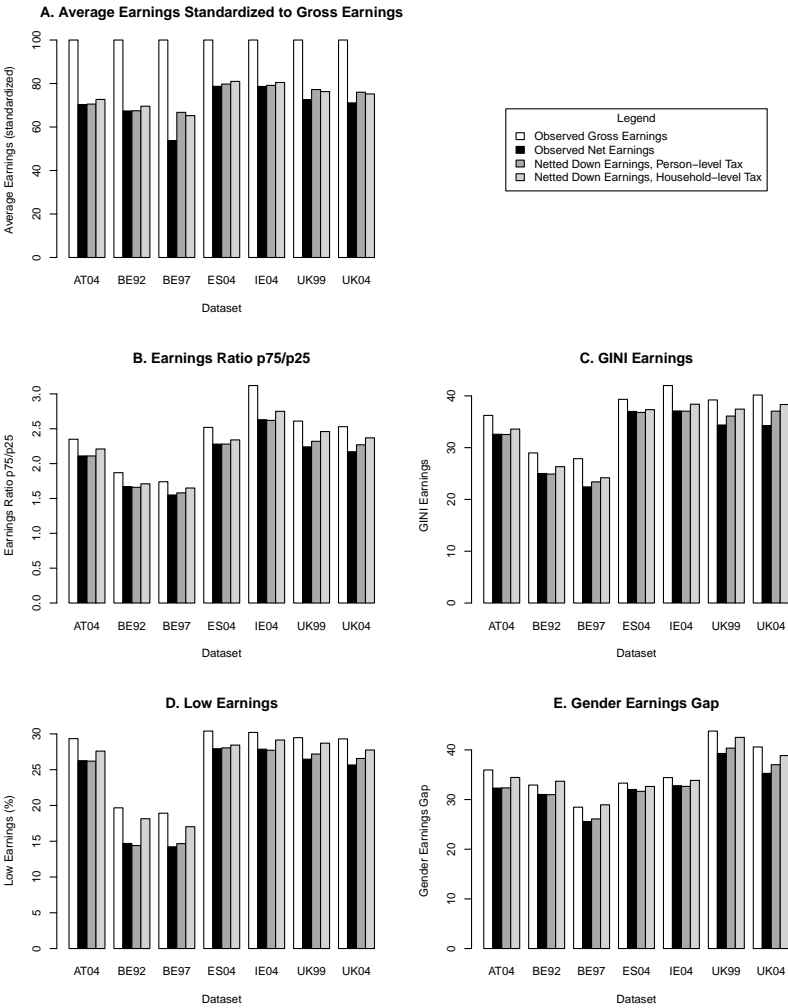 A. Average Earnings Standardized to Gross Earnings
Average Earnings (standardized)
0 20 40 60 80 100
AT04 BE92 BE97 ES04 IE04 UK99 UK04
Dataset
Legend
Observed Gross Earnings
Observed Net Earnings
Netted Down Earnings, Person−level Tax
Netted Down Earnings, Household−level Tax
B. Earnings Ratio p75/p25
Earnings Ratio p75/p25
0.0 0.5 1.0 1.5 2.0 2.5 3.0
AT04 BE92 BE97 ES04 IE04 UK99 UK04
Dataset
C. GINI Earnings
GINI Earnings
0 10 20 30 40
AT04 BE92 BE97 ES04 IE04 UK99 UK04
Dataset
D. Low Earnings
Low Earnings (%)
0 5 10 15 20 25 30
AT04 BE92 BE97 ES04 IE04 UK99 UK04
Dataset
E. Gender Earnings Gap
Gender Earnings Gap
0 10 20 30 40
AT04 BE92 BE97 ES04 IE04 UK99 UK04
Dataset